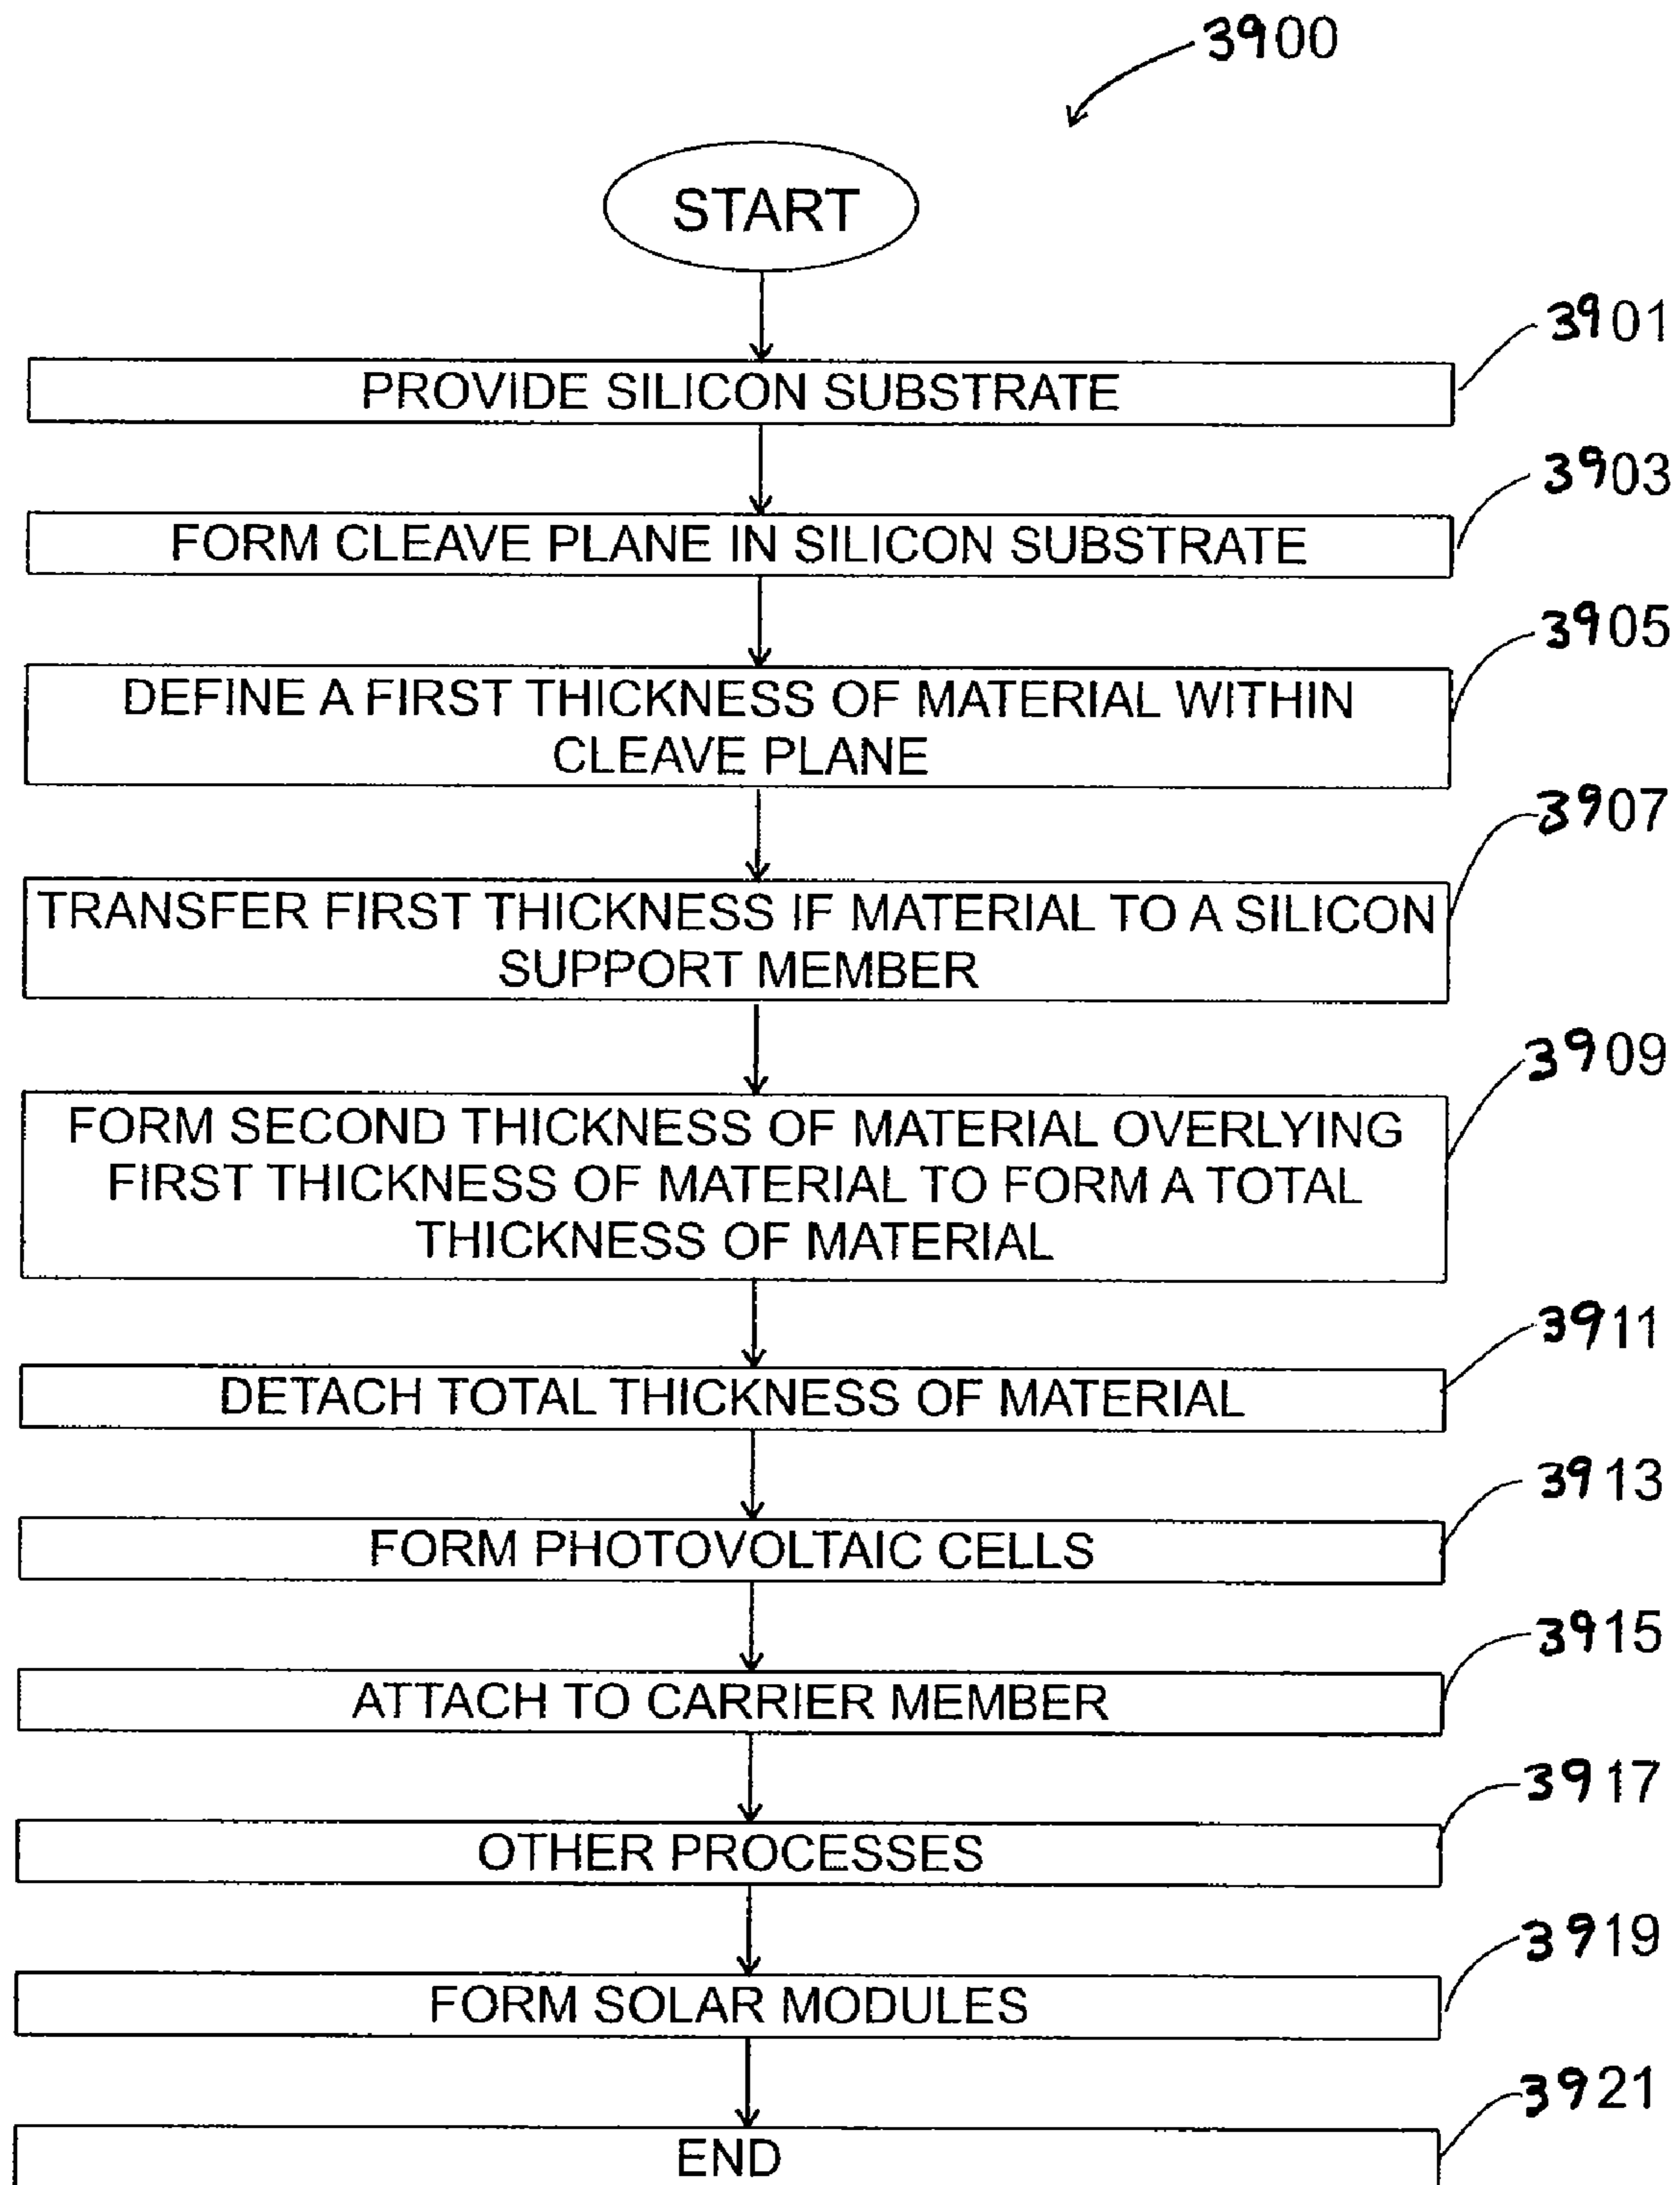 3900
START
3901
PROVIDE SILICON SUBSTRATE
3903
FORM CLEAVE PLANE IN SILICON SUBSTRATE
3905
DEFINE A FIRST THICKNESS OF MATERIAL WITHIN
CLEAVE PLANE
3907
TRANSFER FIRST THICKNESS IF MATERIAL TO A SILICON
SUPPORT MEMBER
3909
FORM SECOND THICKNESS OF MATERIAL OVERLYING
FIRST THICKNESS OF MATERIAL TO FORM A TOTAL
THICKNESS OF MATERIAL
3911
DETACH TOTAL THICKNESS OF MATERIAL
3913
FORM PHOTOVOLTAIC CELLS
3915
ATTACH TO CARRIER MEMBER
3917
OTHER PROCESSES
3919
FORM SOLAR MODULES
3921
END